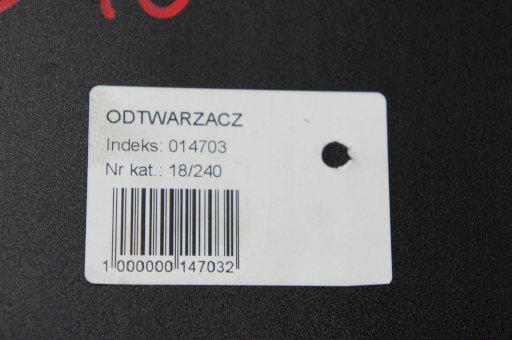 ODTWARZACZ
Indeks: 014703
Nr kat.: 18/240
1 000000 147032